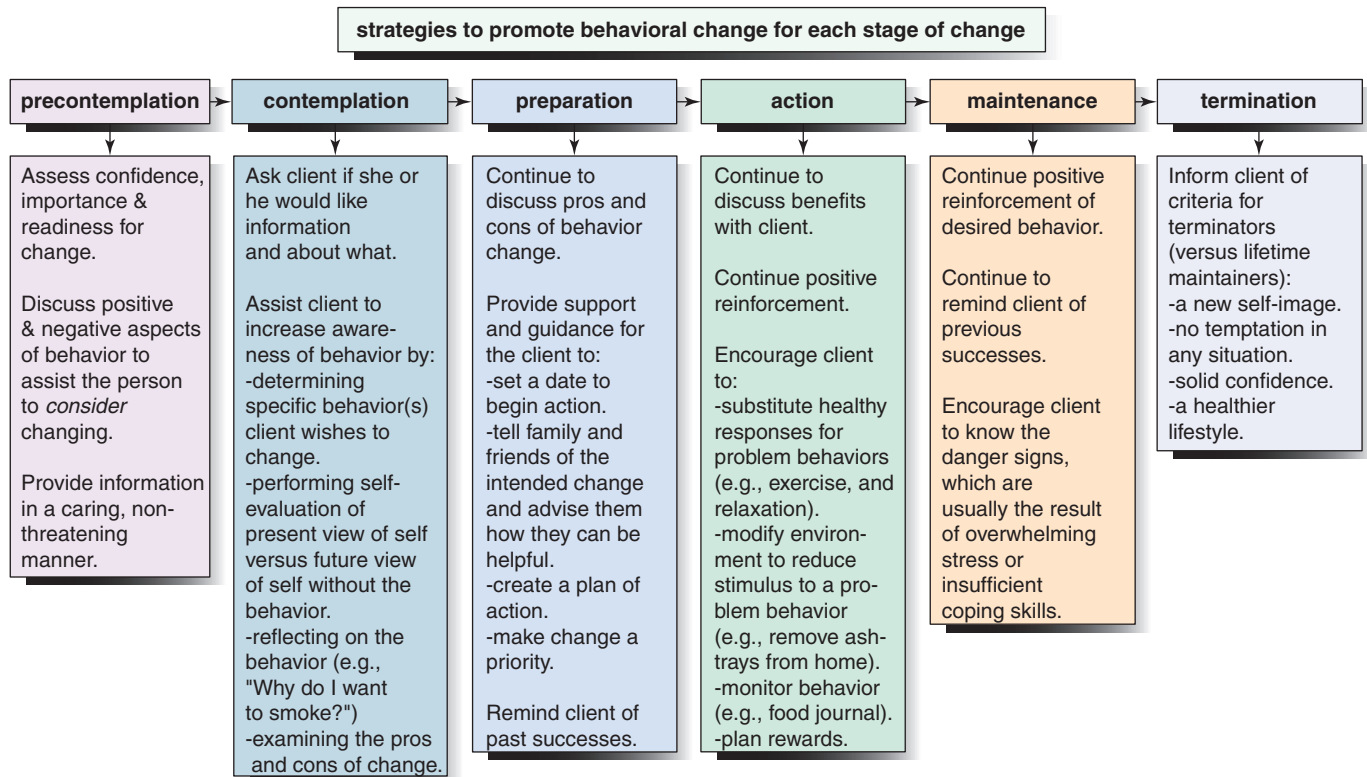 strategies to promote behavioral change for each stage of change
precontemplation
contemplation
preparation
action
maintenance
termination
Assess confidence,
importance &
readiness for
change.
Discuss positive
& negative aspects
of behavior to
assist the person
to consider
changing.
Provide information
in a caring, non-
threatening
manner.
Ask client if she or
he would like
information
and about what.
Assist client to
increase aware-
ness of behavior by:
-determining
specific behavior(s)
client wishes to
change.
-performing self-
evaluation of
present view of self
versus future view
of self without the
behavior.
-reflecting on the
behavior (e.g.,
"Why do I want
to smoke?")
-examining the pros
and cons of change.
Continue to
discuss pros and
cons of behavior
change.
Provide support
and guidance for
the client to:
-set a date to
begin action.
-tell family and
friends of the
intended change
and advise them
how they can be
helpful.
-create a plan of
action.
-make change a
priority.
Remind client of
past successes.
Continue to
discuss benefits
with client.
Continue positive
reinforcement.
Encourage client
to:
-substitute healthy
responses for
problem behaviors
(e.g., exercise, and
relaxation).
-modify environ-
ment to reduce
stimulus to a pro-
blem behavior
(e.g., remove ash-
trays from home).
-monitor behavior
(e.g., food journal).
-plan rewards.
Continue positive
reinforcement of
desired behavior.
Continue to
remind client of
previous
successes.
Encourage client
to know the
danger signs,
which are
usually the result
of overwhelming
stress or
insufficient
coping skills.
Inform client of
criteria for
terminators
(versus lifetime
maintainers):
-a new self-image.
-no temptation in
any situation.
-solid confidence.
-a healthier
lifestyle.